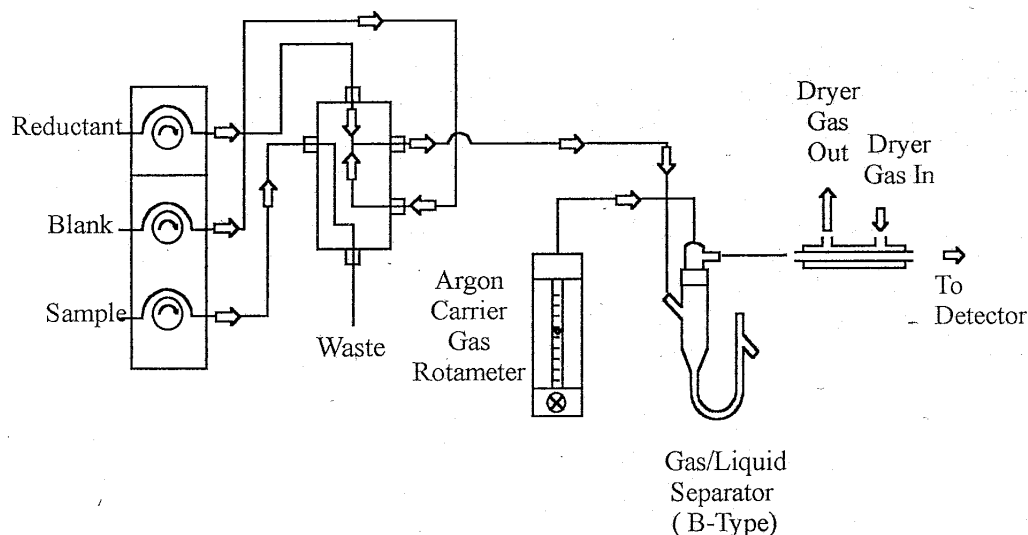 Reductant
Blank
Sample
Waste
Argon
Carrier
Gas
Rotameter
Dryer
Gas
Out
Dryer
Gas In
To
Detector
Gas/Liquid
Separator
( B-Type)